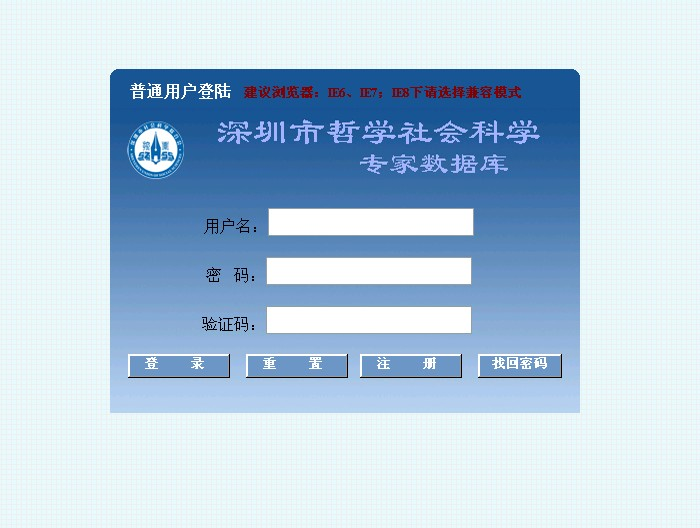 普通用户登陆 建议浏览器：IE6、IE7；IE8下请选择兼容模式
深圳市哲学社会科学
专家数据库
用户名：
密 码：
验证码：
登 录 重 置 注 册 找回密码